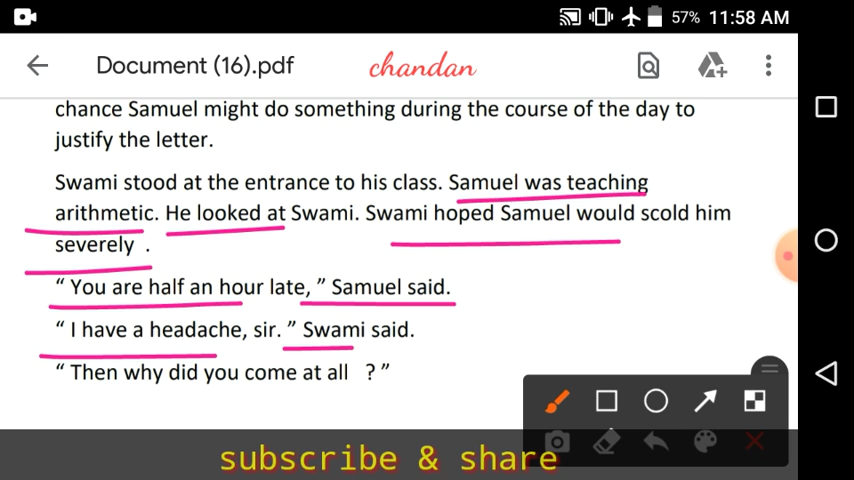 57% 11:58 AM
Document (16).pdf
chandan
chance Samuel might do something during the course of the day to
justify the letter.
Swami stood at the entrance to his class. Samuel was teaching
arithmetic. He looked at Swami. Swami hoped Samuel would scold him
severely .
“ You are half an hour late, ” Samuel said.
“ I have a headache, sir. ” Swami said.
“ Then why did you come at all ? ”
subscribe & share